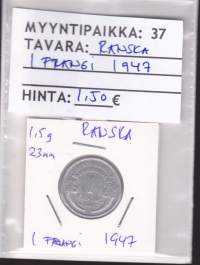 MYYNTIPAIKKA: 37
TAVARA: RANSKA
1 FRANGI 1947
HINTA: 1,50 €
1,5g RANSKA
23mm
1 FRANGI 1947